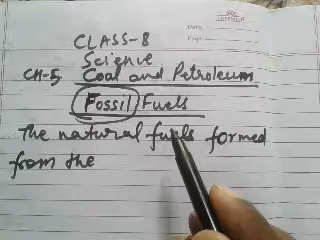 CLASS-8
Science
CH-5 Coal and Petroleum
Fossil Fuels
The natural fuels formed
from the